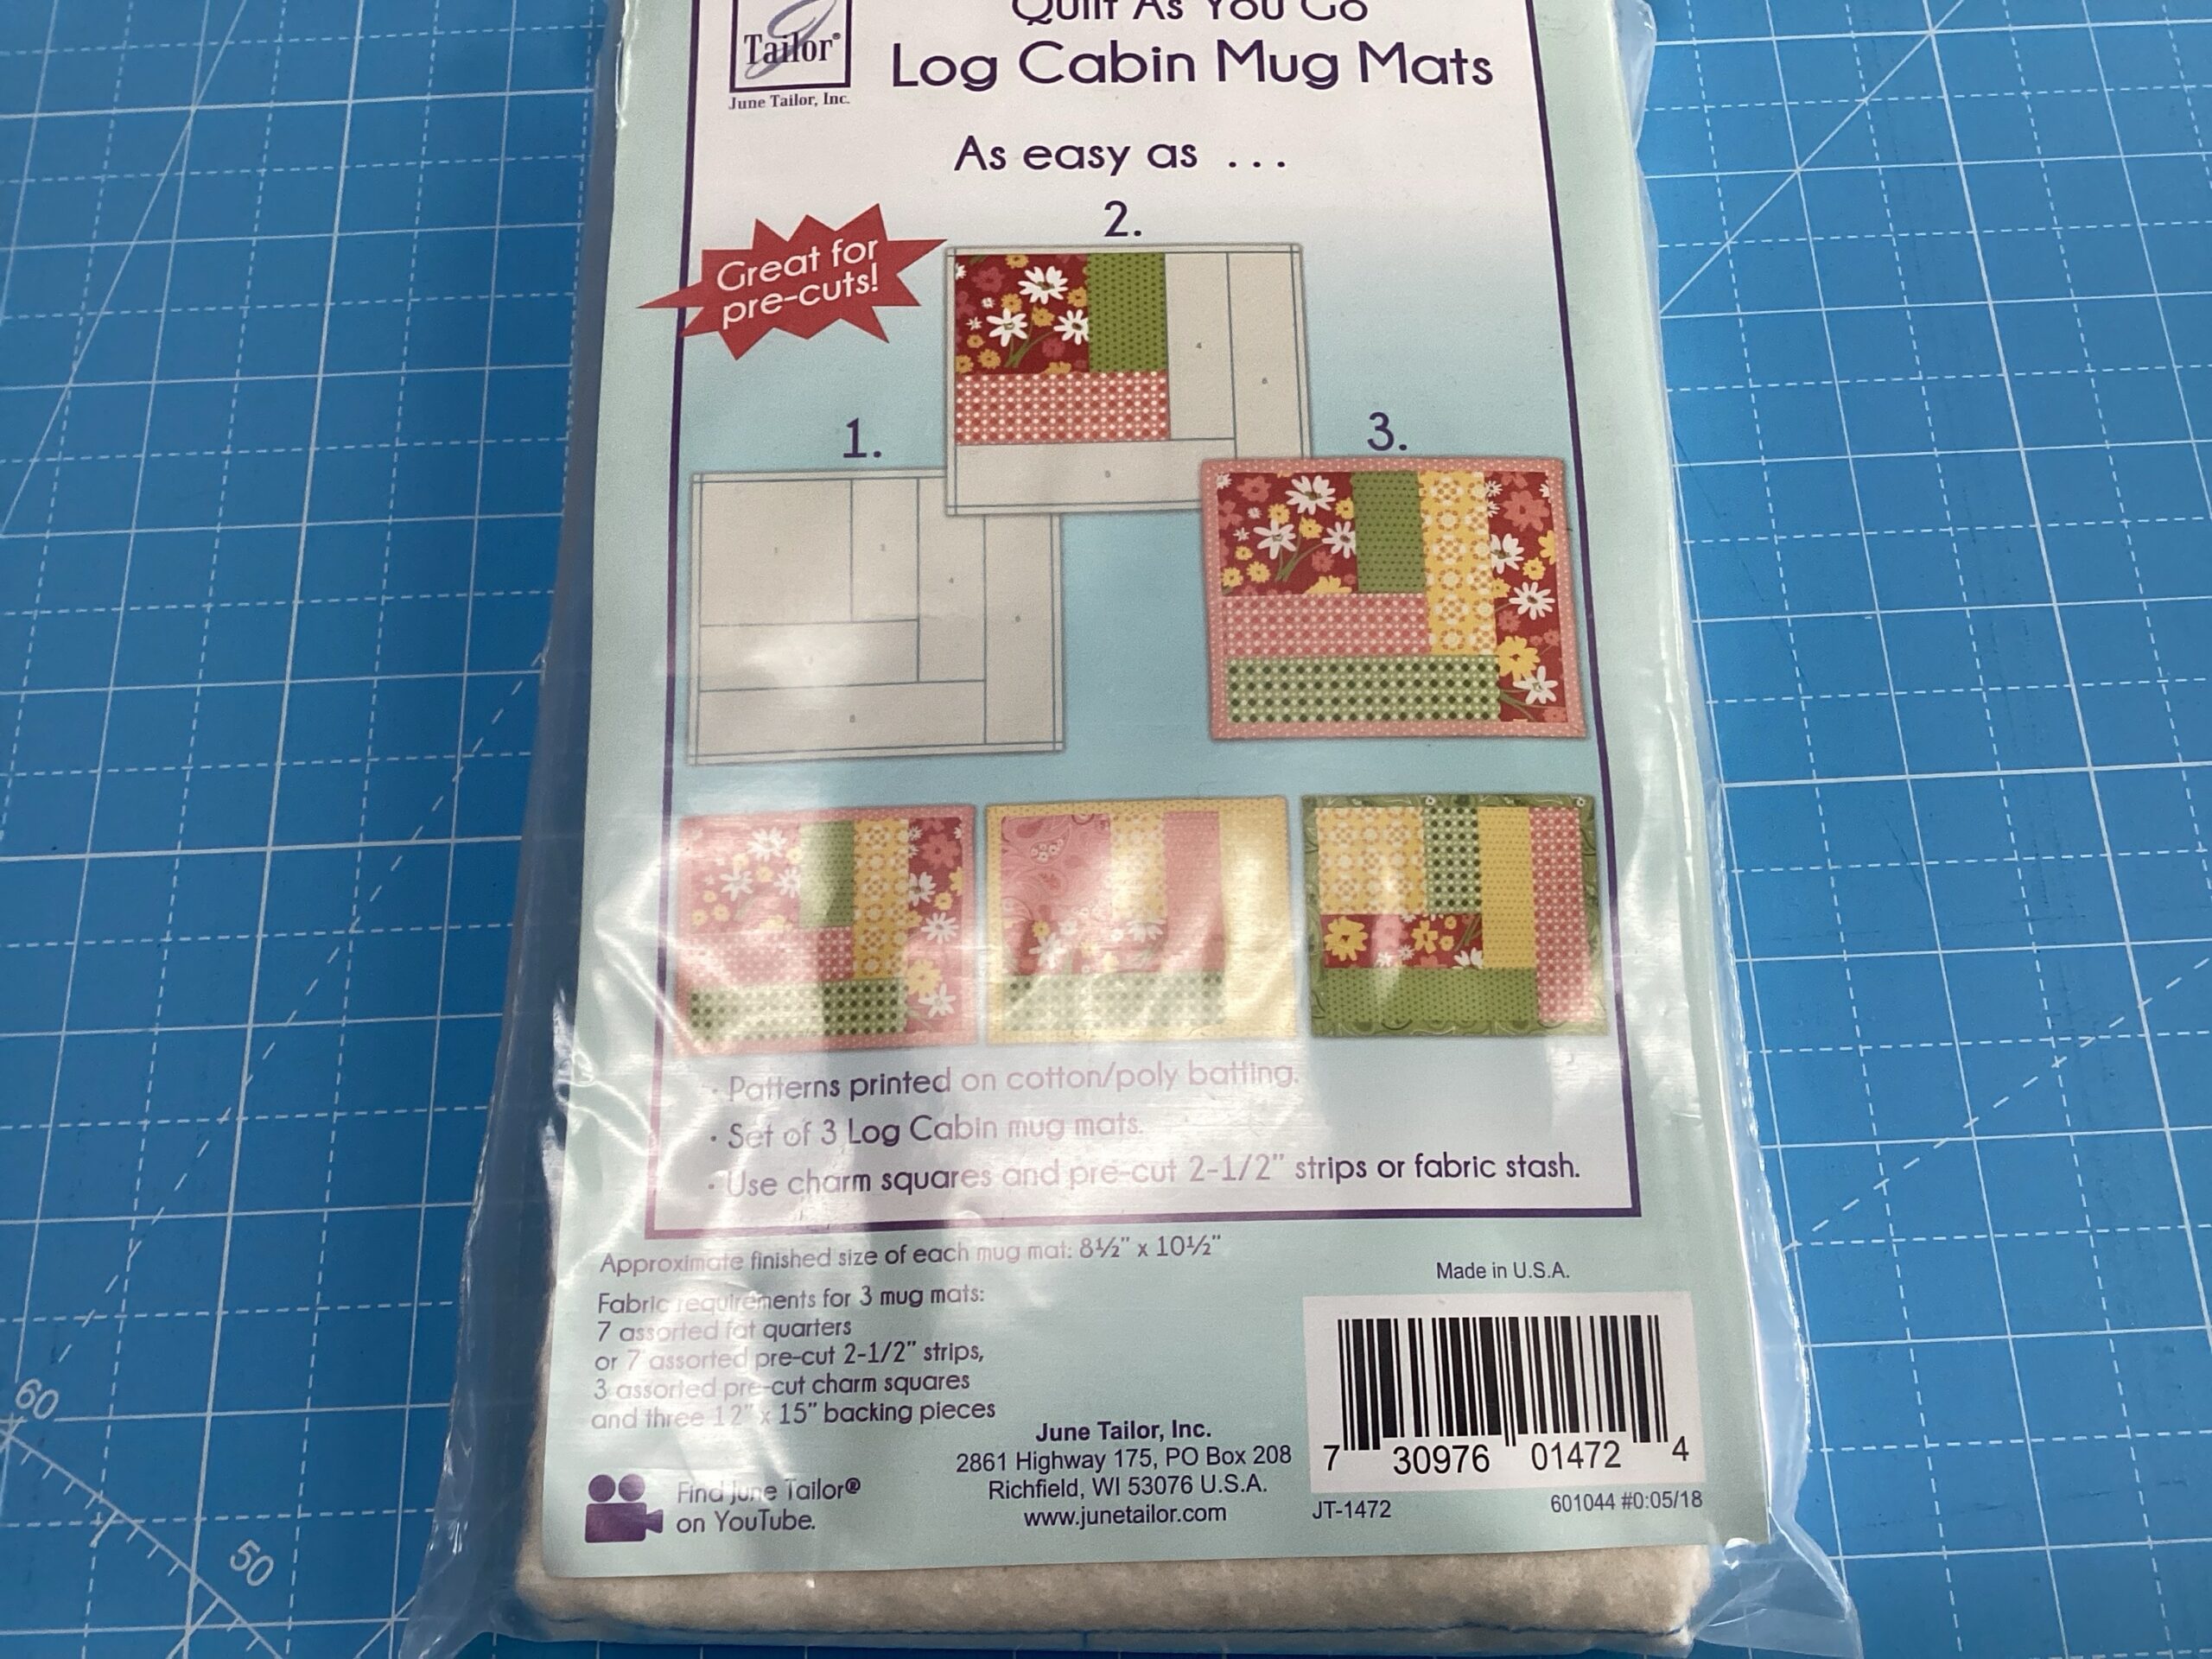 Quilt As You Go
Tailor®
June Tailor, Inc.
Log Cabin Mug Mats
As easy as ...
Great for
pre-cuts!
2.
1.
3.
· Patterns printed on cotton/poly batting.
· Set of 3 Log Cabin mug mats.
· Use charm squares and pre-cut 2-1/2" strips or fabric stash.
Approximate finished size of each mug mat: 8½" x 10½"
Fabric requirements for 3 mug mats:
7 assorted fat quarters
or 7 assorted pre-cut 2-1/2" strips,
3 assorted pre-cut charm squares
and three 12" x 15" backing pieces
Find June Tailor®
on YouTube.
June Tailor, Inc.
2861 Highway 175, PO Box 208
Richfield, WI 53076 U.S.A.
www.junetailor.com
Made in U.S.A.
7 30976 01472 4
JT-1472
601044 #0:05/18
60
50